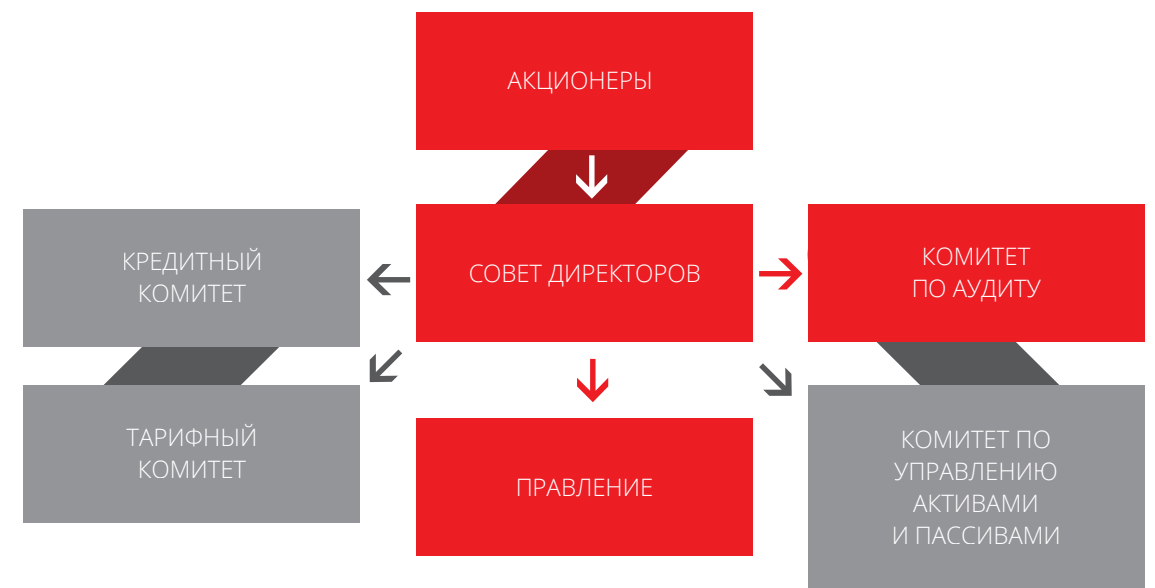 АКЦИОНЕРЫ
КРЕДИТНЫЙ
КОМИТЕТ
СОВЕТ ДИРЕКТОРОВ
КОМИТЕТ
ПО АУДИТУ
ТАРИФНЫЙ
КОМИТЕТ
ПРАВЛЕНИЕ
КОМИТЕТ ПО
УПРАВЛЕНИЮ
АКТИВАМИ
И ПАССИВАМИ